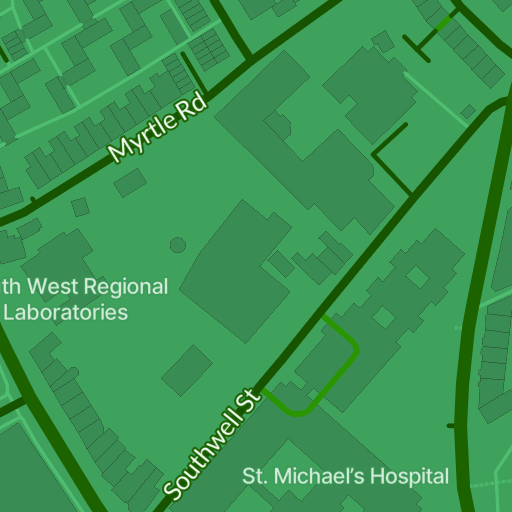 Myrtle Rd
th West Regional
Laboratories
Southwell St
St. Michael's Hospital